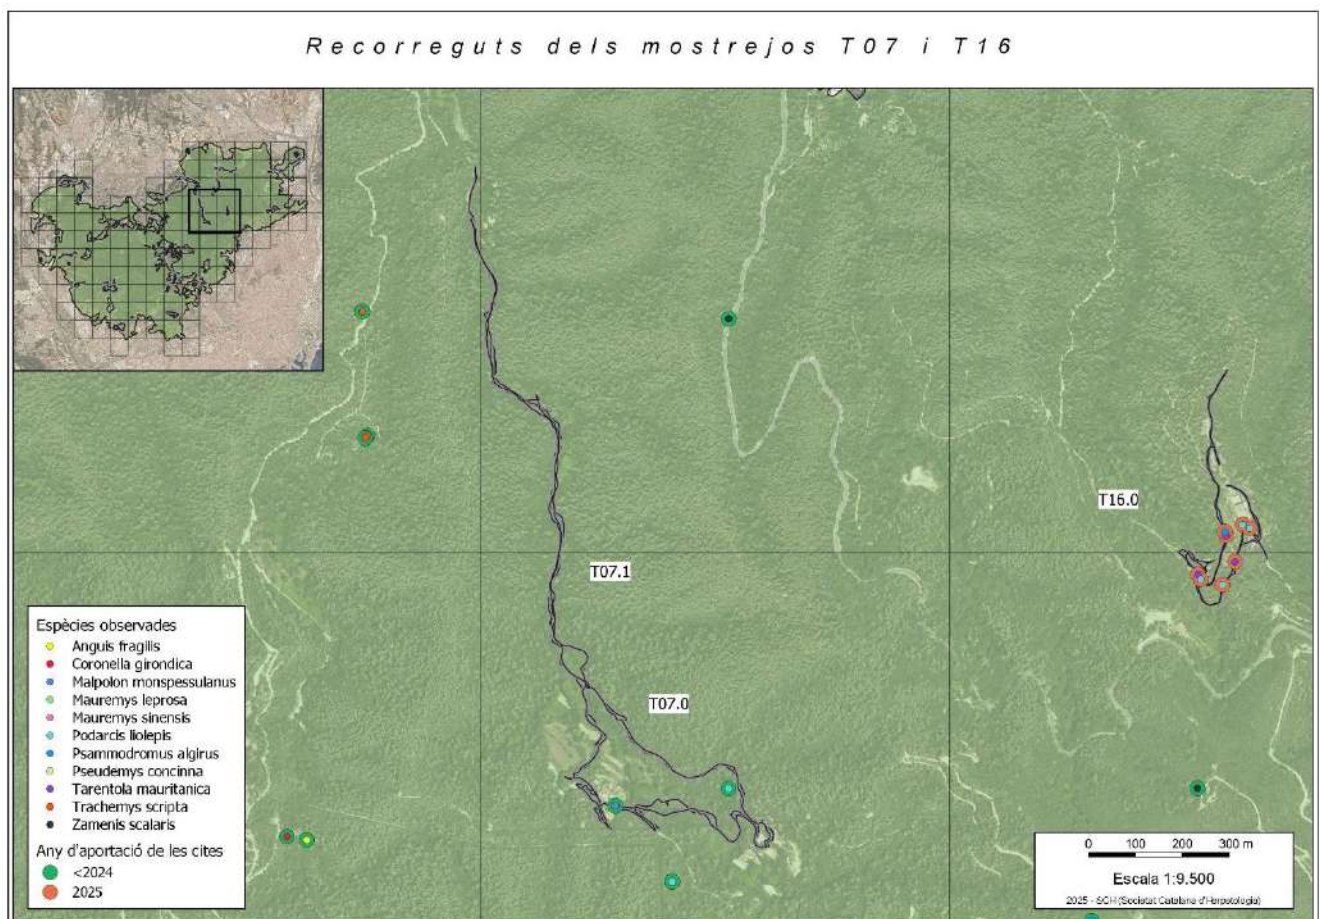 Recorreguts dels mostrejos T07 i T16
T16.0
T07.1
T07.0
Espècies observades
Anguis fragilis
Coronella girondica
Malpolon monspessulanus
Mauremys leprosa
Mauremys sinensis
Podarcis liolepis
Psammodromus algirus
Pseudemys concinna
Tarentola mauritanica
Trachemys scripta
Zamenis scalaris
Any d'aportació de les cites
<2024
2025
0 100 200 300 m
Escala 1:9.500
2025 - SCH (Societat Catalana d'Herpetologia)